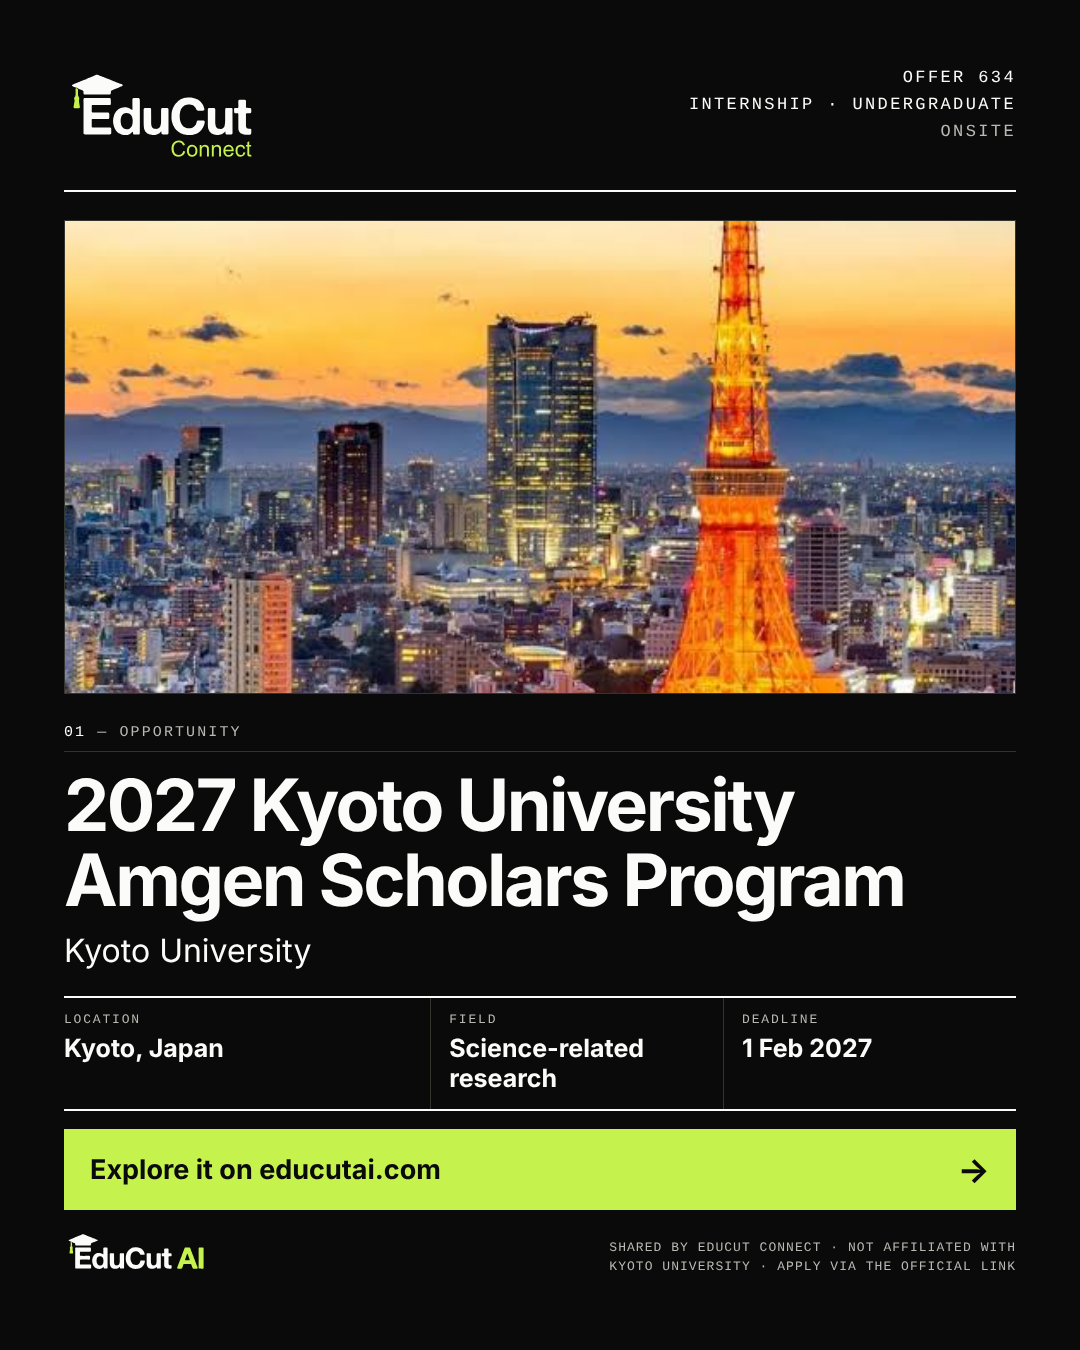 EduCut
Connect
OFFER 634
INTERNSHIP · UNDERGRADUATE
ONSITE
01 — OPPORTUNITY
2027 Kyoto University
Amgen Scholars Program
Kyoto University
LOCATION
Kyoto, Japan
FIELD
Science-related
research
DEADLINE
1 Feb 2027
Explore it on educutai.com →
EduCut AI
SHARED BY EDUCUT CONNECT · NOT AFFILIATED WITH
KYOTO UNIVERSITY · APPLY VIA THE OFFICIAL LINK